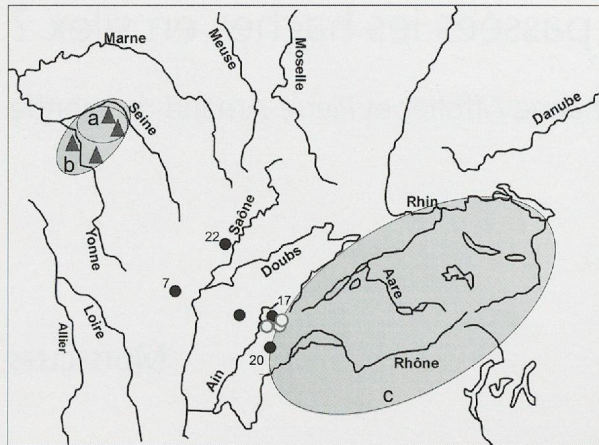 Marne
Meuse
Moselle
Danube
a
Seine
b
Rhin
Saône
22
Yonne
Doubs
7
17
Aare
Loire
Allier
20
Rhône
Ain
C